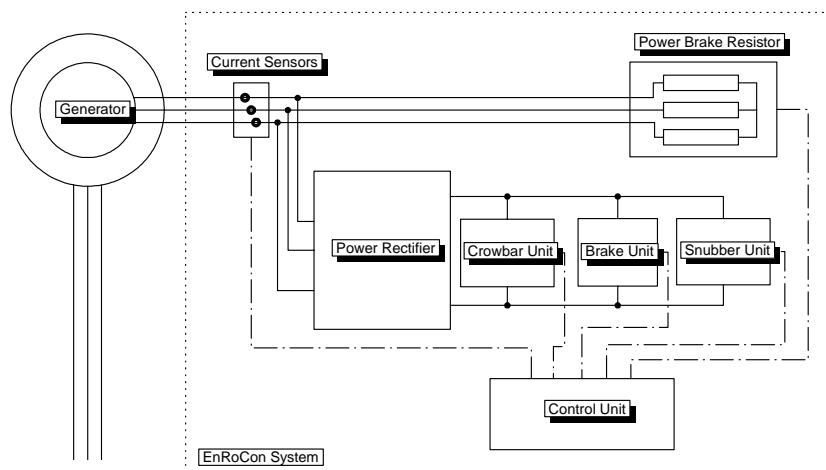 Power Brake Resistor
Current Sensors
Generator
Power Rectifier
Crowbar Unit
Brake Unit
Snubber Unit
Control Unit
EnRoCon System